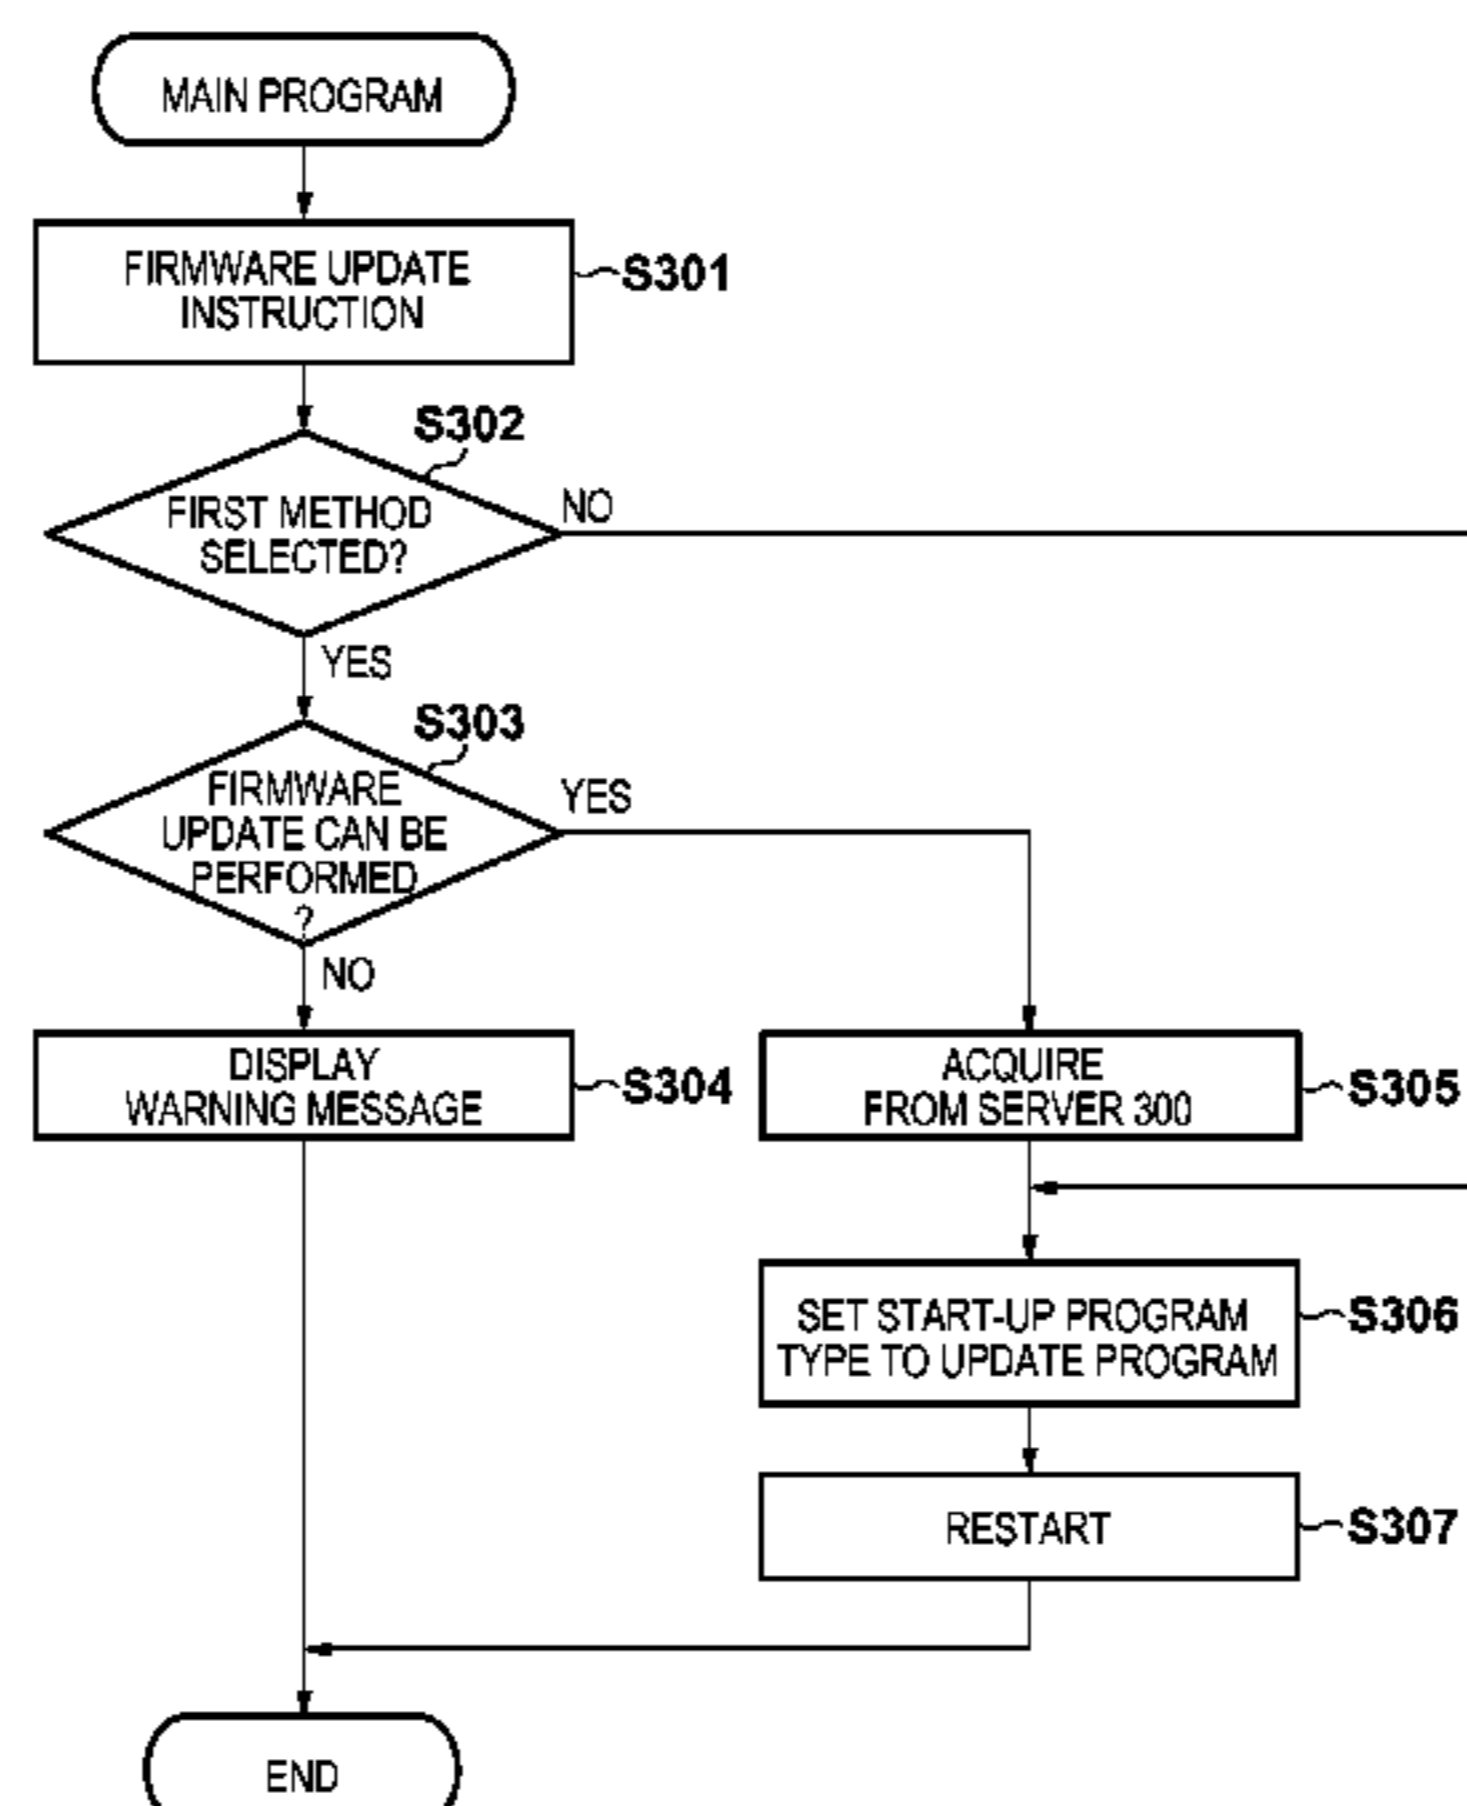 MAIN PROGRAM
FIRMWARE UPDATE
INSTRUCTION
S301
S302
FIRST METHOD
SELECTED?
NO
YES
S303
FIRMWARE
UPDATE CAN BE
PERFORMED
?
YES
NO
DISPLAY
WARNING MESSAGE
S304
ACQUIRE
FROM SERVER 300
S305
SET START-UP PROGRAM
TYPE TO UPDATE PROGRAM
S306
RESTART
S307
END